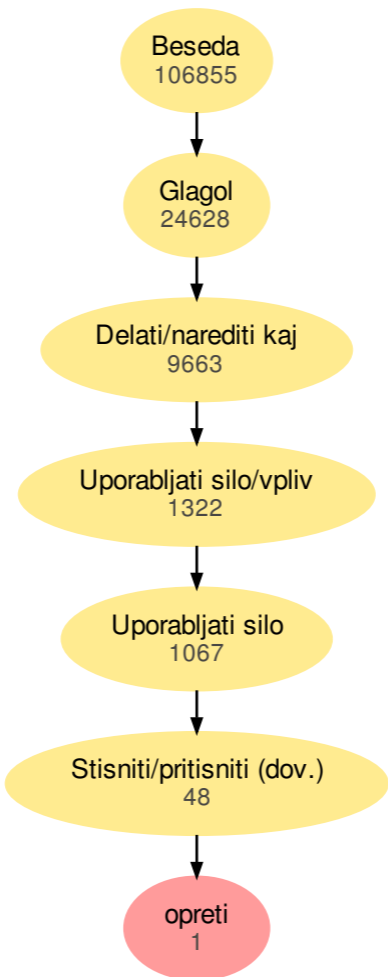 Beseda
106855
Glagol
24628
Delati/narediti kaj
9663
Uporabljati silo/vpliv
1322
Uporabljati silo
1067
Stisniti/pritisniti (dov.)
48
opreti
1